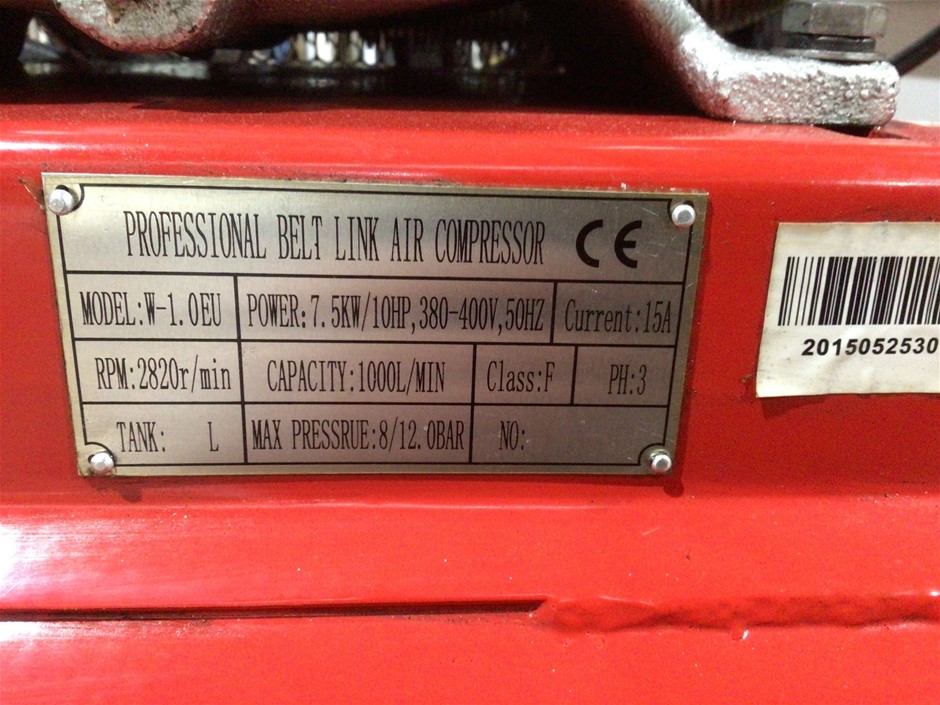 PROFESSIONAL BELT LINK AIR COMPRESSOR CE
MODEL:W-1.0EU POWER:7.5KW/10HP,380-400V,50HZ Current:15A
RPM:2820r/min CAPACITY:1000L/MIN Class:F PH:3
TANK: L MAX PRESSRUE:8/12.0BAR NO:
2015052530